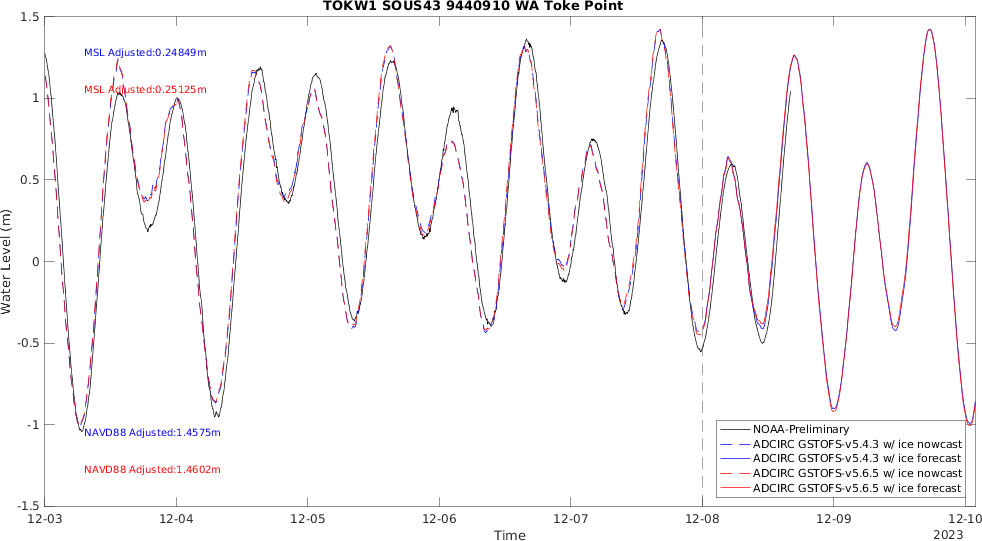 TOKW1 SOUS43 9440910 WA Toke Point
MSL Adjusted:0.24849m
MSL Adjusted:0.25125m
NAVD88 Adjusted:1.4575m
NAVD88 Adjusted:1.4602m
Water Level (m)
1.5
1
0.5
0
-0.5
-1
-1.5
NOAA-Preliminary
ADCIRC GSTOFS-v5.4.3 w/ ice nowcast
ADCIRC GSTOFS-v5.4.3 w/ ice forecast
ADCIRC GSTOFS-v5.6.5 w/ ice nowcast
ADCIRC GSTOFS-v5.6.5 w/ ice forecast
12-03 12-04 12-05 12-06 12-07 12-08 12-09 12-10
Time
2023